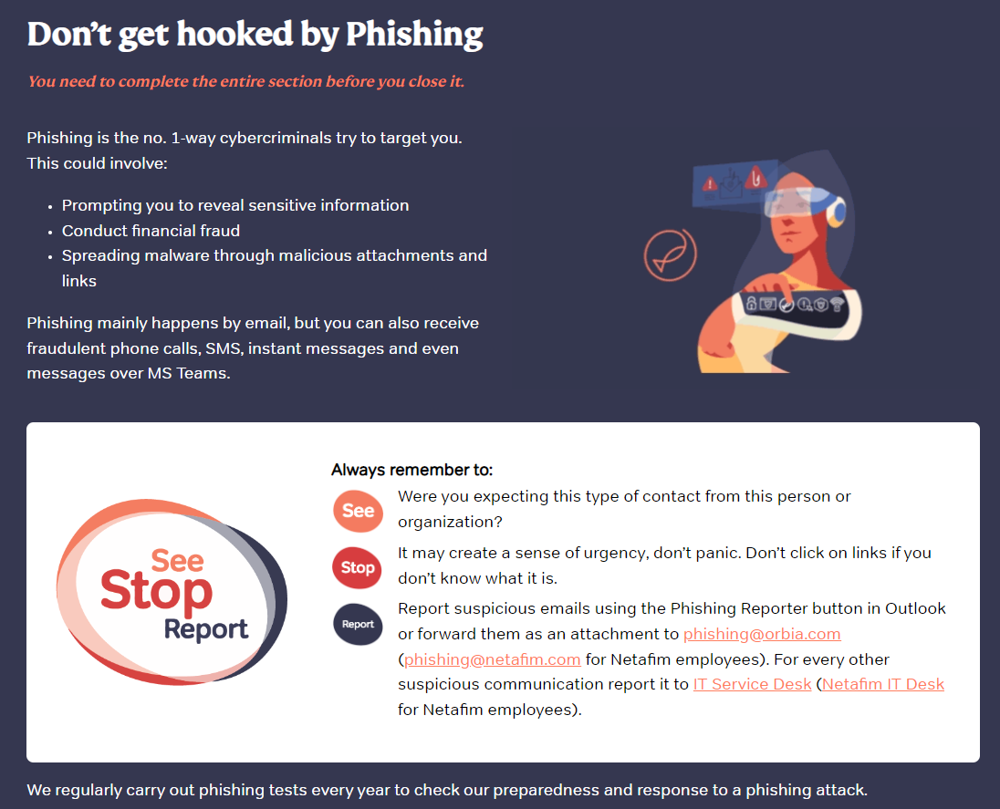 Don't get hooked by Phishing
You need to complete the entire section before you close it.
Phishing is the no. 1-way cybercriminals try to target you.
This could involve:
• Prompting you to reveal sensitive information
• Conduct financial fraud
• Spreading malware through malicious attachments and
links
Phishing mainly happens by email, but you can also receive
fraudulent phone calls, SMS, instant messages and even
messages over MS Teams.
See
Stop
Report
Always remember to:
See
Were you expecting this type of contact from this person or
organization?
Stop
It may create a sense of urgency, don't panic. Don't click on links if you
don't know what it is.
Report
Report suspicious emails using the Phishing Reporter button in Outlook
or forward them as an attachment to phishing@orbia.com
(phishing@netafim.com for Netafim employees). For every other
suspicious communication report it to IT Service Desk (Netafim IT Desk
for Netafim employees).
We regularly carry out phishing tests every year to check our preparedness and response to a phishing attack.